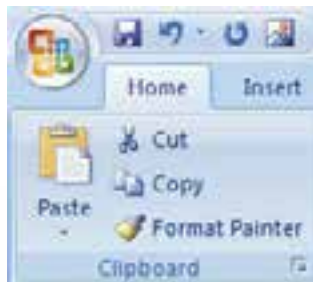 Home Insert
Cut
Copy
Paste
Format Painter
Clipboard